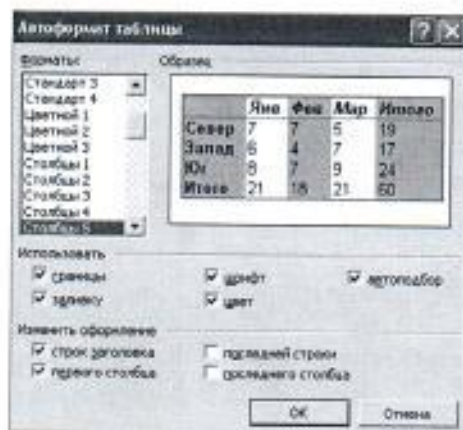 Автоформат таблицы
Форматы:
Образец
Стандарт 3
Стандарт 4
Цветной 1
Цветной 2
Цветной 3
Столбцы 1
Столбцы 2
Столбцы 3
Столбцы 4
Столбцы 5
Янв Фев Мар Итого
Север 7 7 5 19
Запад 6 4 7 17
Юг 8 7 9 24
Итого 21 18 21 60
Использовать
границы
шрифт
автоподбор
заливку
цвет
Изменить оформление
строк заголовка
последней строки
первого столбца
последнего столбца
OK
Отмена